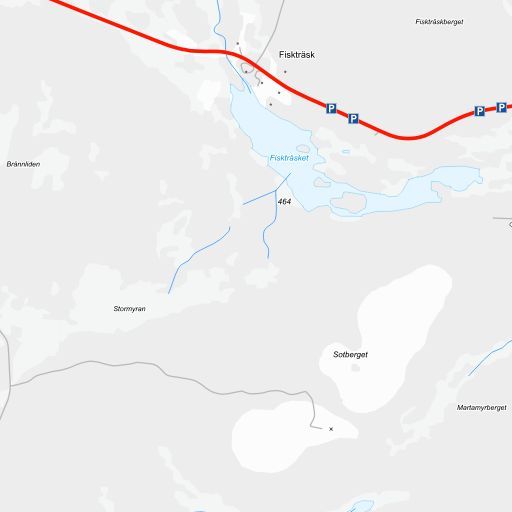 Fiskträskberget
Fiskträsk
P
P
P
P
Fiskträsket
Brännliden
464
Stormyran
Sotberget
Martamyrberget